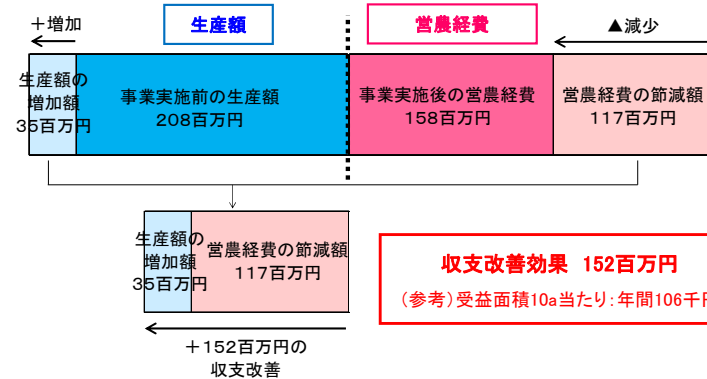 ＋増加
生産額
営農経費
▲減少
生産額の
増加額
35百万円
事業実施前の生産額
208百万円
事業実施後の営農経費
158百万円
営農経費の節減額
117百万円
生産額の
増加額
35百万円
営農経費の節減額
117百万円
収支改善効果 152百万円
（参考）受益面積10a当たり：年間106千円
＋152百万円の
収支改善